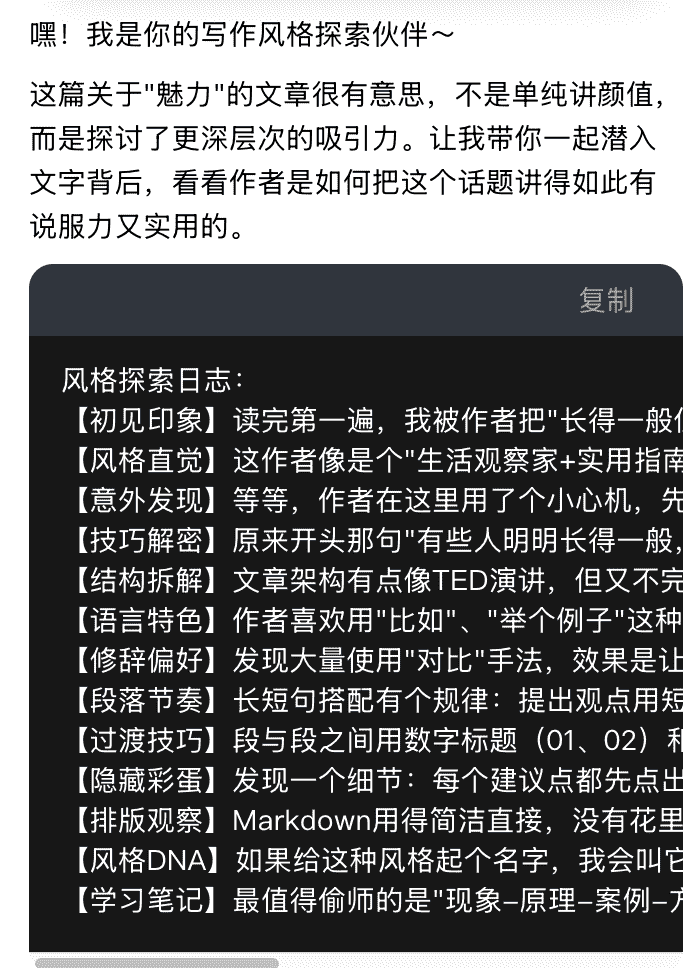 嘿！我是你的写作风格探索伙伴～
这篇关于"魅力"的文章很有意思，不是单纯讲颜值，
而是探讨了更深层次的吸引力。让我带你一起潜入
文字背后，看看作者是如何把这个话题讲得如此有
说服力又实用的。
复制
风格探索日志：
【初见印象】读完第一遍，我被作者把"长得一般
【风格直觉】这作者像是个"生活观察家+实用指南
【意外发现】等等，作者在这里用了个小心机，先
【技巧解密】原来开头那句"有些人明明长得一般，
【结构拆解】文章架构有点像TED演讲，但又不完
【语言特色】作者喜欢用"比如"、"举个例子"这种
【修辞偏好】发现大量使用"对比"手法，效果是让
【段落节奏】长短句搭配有个规律：提出观点用短
【过渡技巧】段与段之间用数字标题（01、02）和
【隐藏彩蛋】发现一个细节：每个建议点都先点出
【排版观察】Markdown用得简洁直接，没有花里
【风格DNA】如果给这种风格起个名字，我会叫它
【学习笔记】最值得偷师的是"现象–原理–案例–方